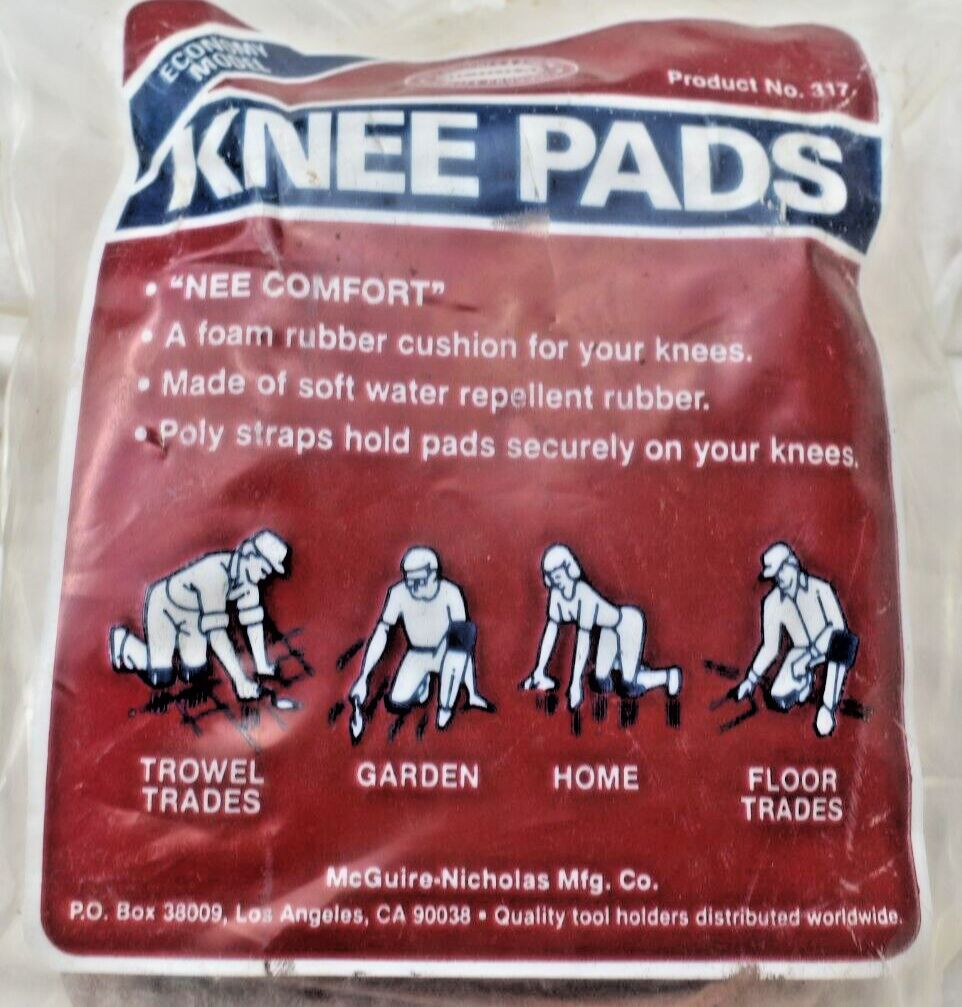 ECONOMY
MODEL
Product No. 317
KNEE PADS
• "NEE COMFORT"
• A foam rubber cushion for your knees.
• Made of soft water repellent rubber.
• Poly straps hold pads securely on your knees.
TROWEL
TRADES
GARDEN
HOME
FLOOR
TRADES
McGuire-Nicholas Mfg. Co.
P.O. Box 38009, Los Angeles, CA 90038 • Quality tool holders distributed worldwide.